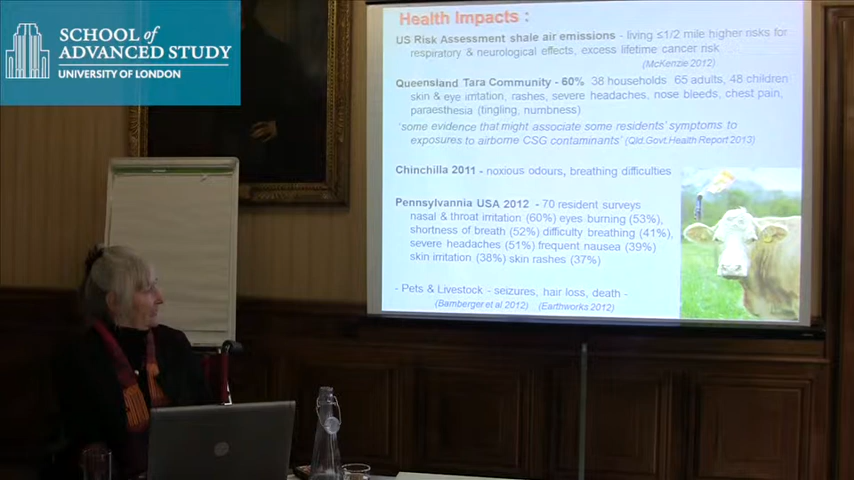 SCHOOL of
ADVANCED STUDY
UNIVERSITY OF LONDON
Health Impacts :
US Risk Assessment shale air emissions - living ≤1/2 mile higher risks for
respiratory & neurological effects, excess lifetime cancer risk
(McKenzie 2012)
Queensland Tara Community - 60% 38 households 65 adults, 48 children
skin & eye irritation, rashes, severe headaches, nose bleeds, chest pain,
paraesthesia (tingling, numbness)
'some evidence that might associate some residents' symptoms to
exposures to airborne CSG contaminants' (Qld.Govt.Health Report 2013)
Chinchilla 2011 - noxious odours, breathing difficulties
Pennsylvannia USA 2012 - 70 resident surveys
nasal & throat irritation (60%) eyes burning (53%),
shortness of breath (52%) difficulty breathing (41%),
severe headaches (51%) frequent nausea (39%)
skin irritation (38%) skin rashes (37%)
- Pets & Livestock - seizures, hair loss, death -
(Bamberger et al 2012) (Earthworks 2012)